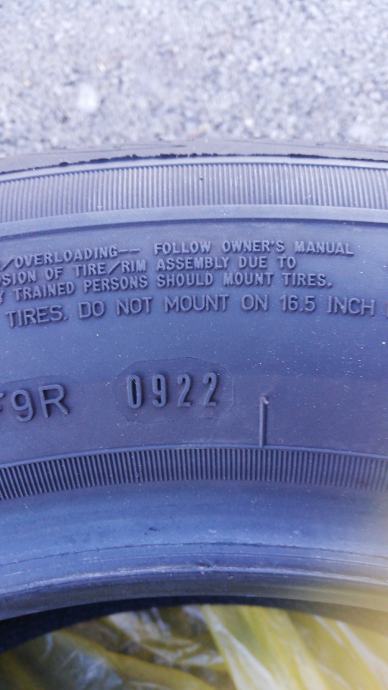 /OVERLOADING— FOLLOW OWNER'S MANUAL
OSION OF TIRE/RIM ASSEMBLY DUE TO
Y TRAINED PERSONS SHOULD MOUNT TIRES.
TIRES. DO NOT MOUNT ON 16.5 INCH
F9R 0922